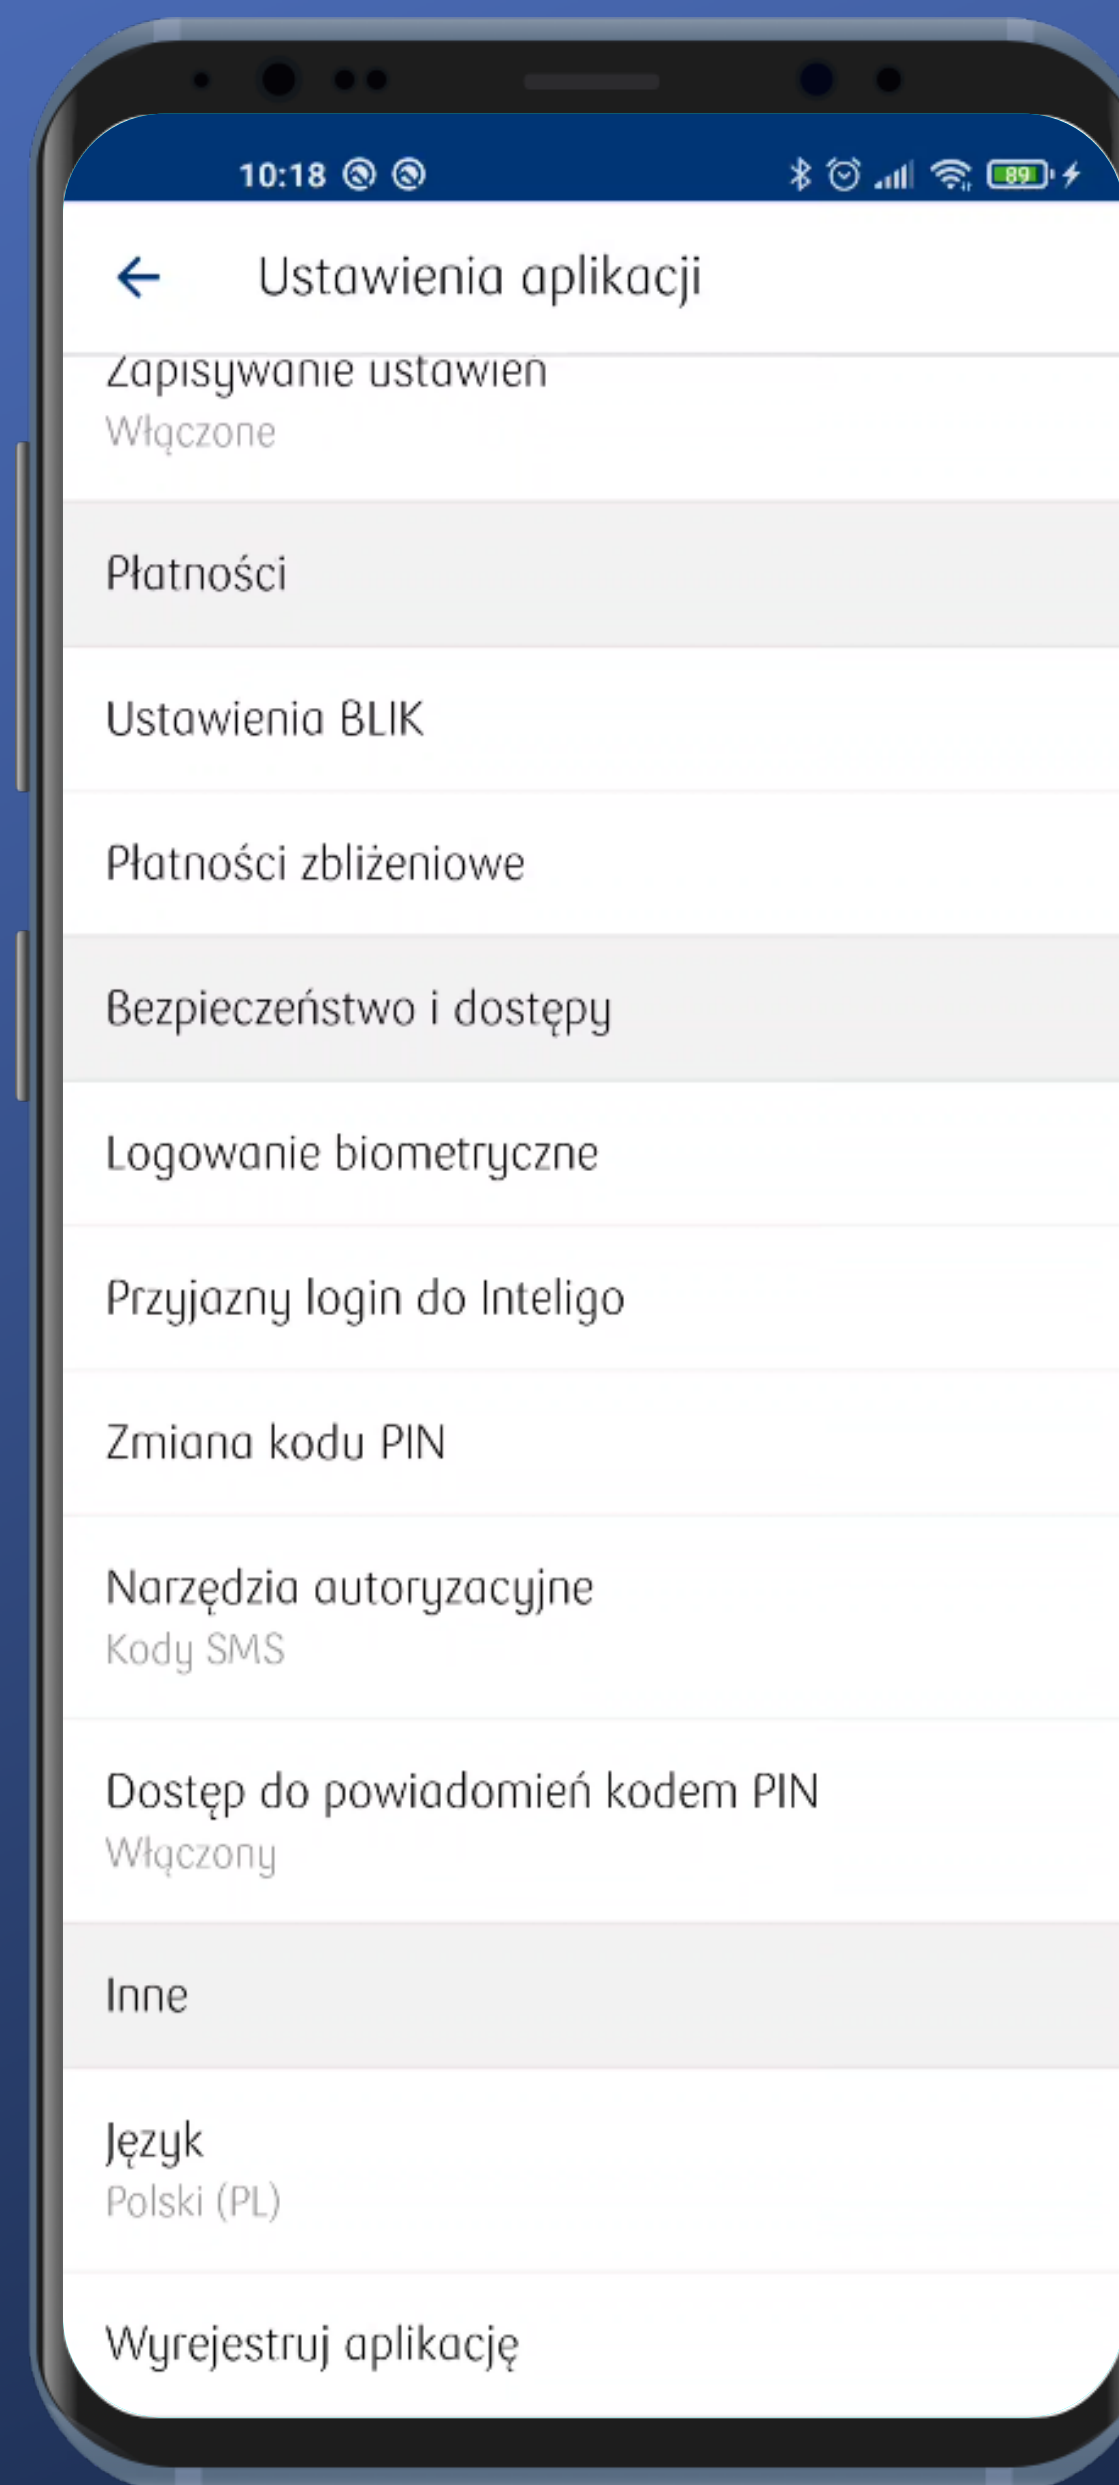 10:18
89
Ustawienia aplikacji
Zapisywanie ustawień
Włączone
Płatności
Ustawienia BLIK
Płatności zbliżeniowe
Bezpieczeństwo i dostępy
Logowanie biometryczne
Przyjazny login do Inteligo
Zmiana kodu PIN
Narzędzia autoryzacyjne
Kody SMS
Dostęp do powiadomień kodem PIN
Włączony
Inne
Język
Polski (PL)
Wyrejestruj aplikację